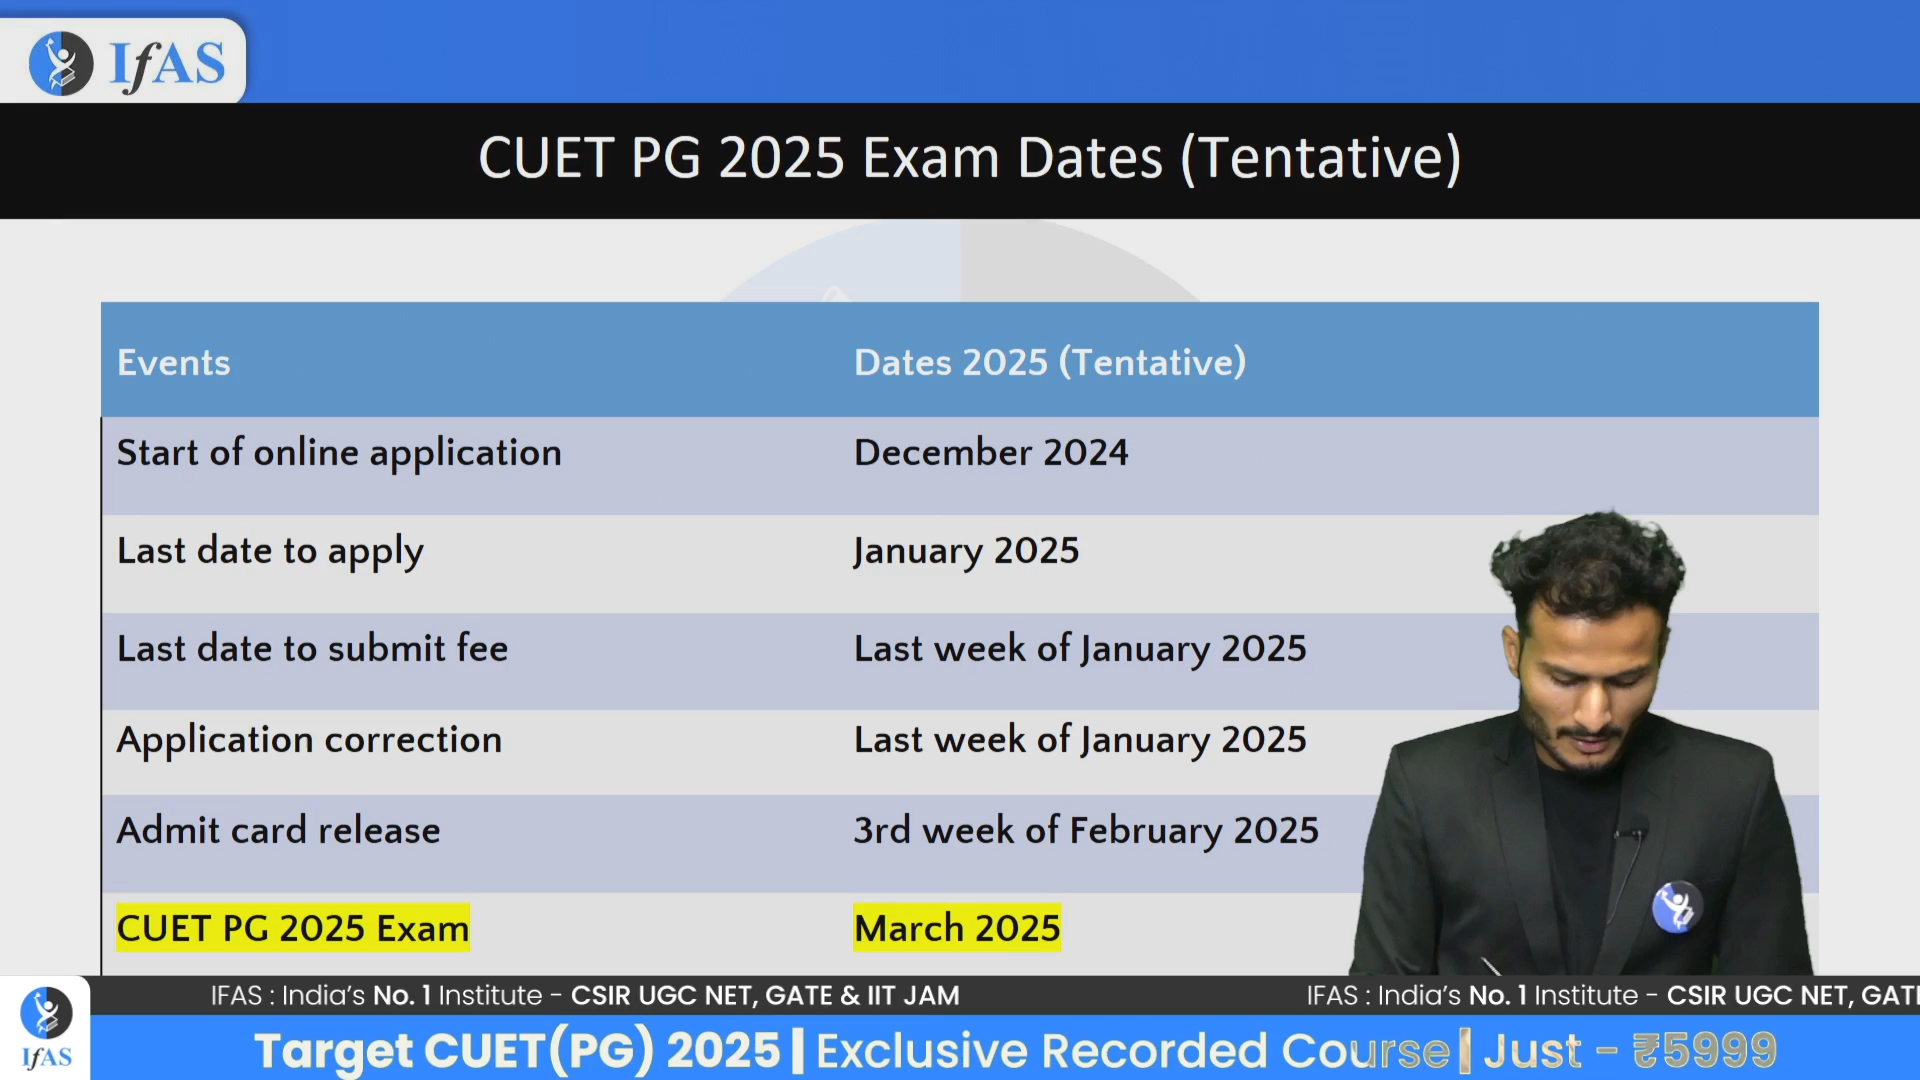 IfAS
CUET PG 2025 Exam Dates (Tentative)
Events Dates 2025 (Tentative)
Start of online application December 2024
Last date to apply January 2025
Last date to submit fee Last week of January 2025
Application correction Last week of January 2025
Admit card release 3rd week of February 2025
CUET PG 2025 Exam March 2025
IFAS : India's No. 1 Institute - CSIR UGC NET, GATE & IIT JAM IFAS : India's No. 1 Institute - CSIR UGC NET, GATE
IfAS
Target CUET(PG) 2025 | Exclusive Recorded Course | Just - ₹5999